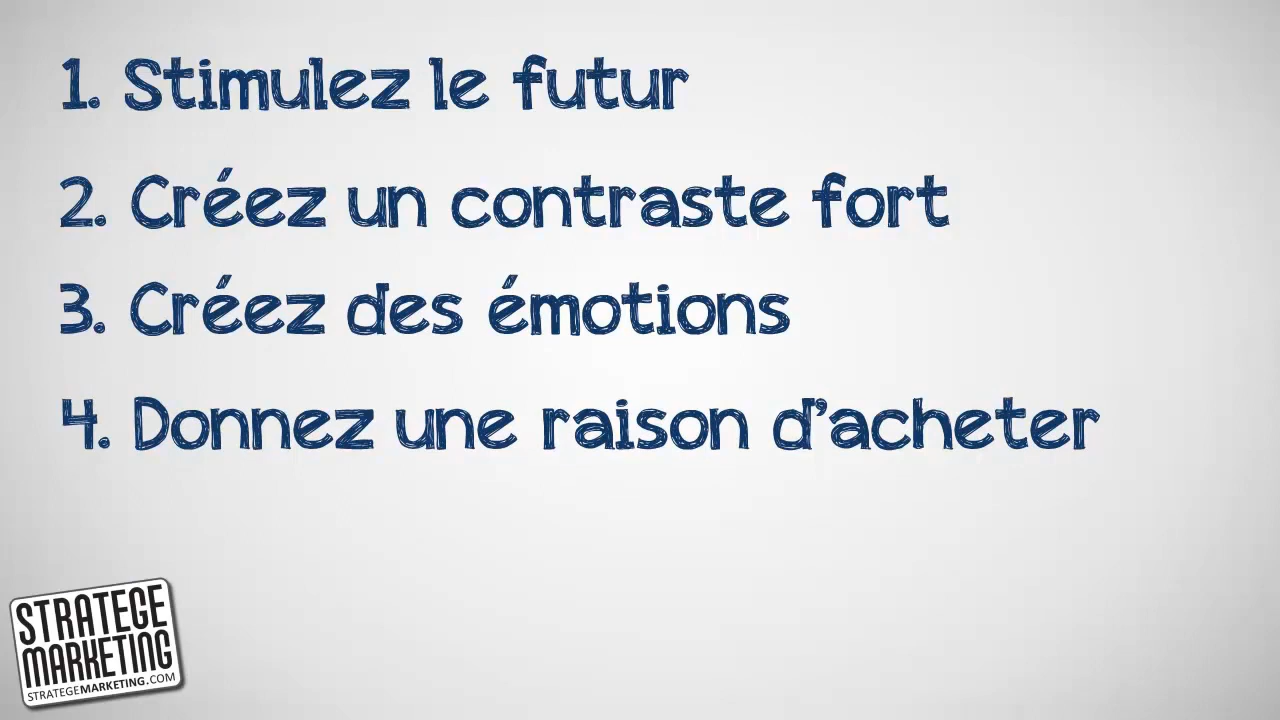 1. Stimulez le futur
2. Créez un contraste fort
3. Créez des émotions
4. Donnez une raison d’acheter
STRATEGE
MARKETING
STRATEGEMARKETING.COM